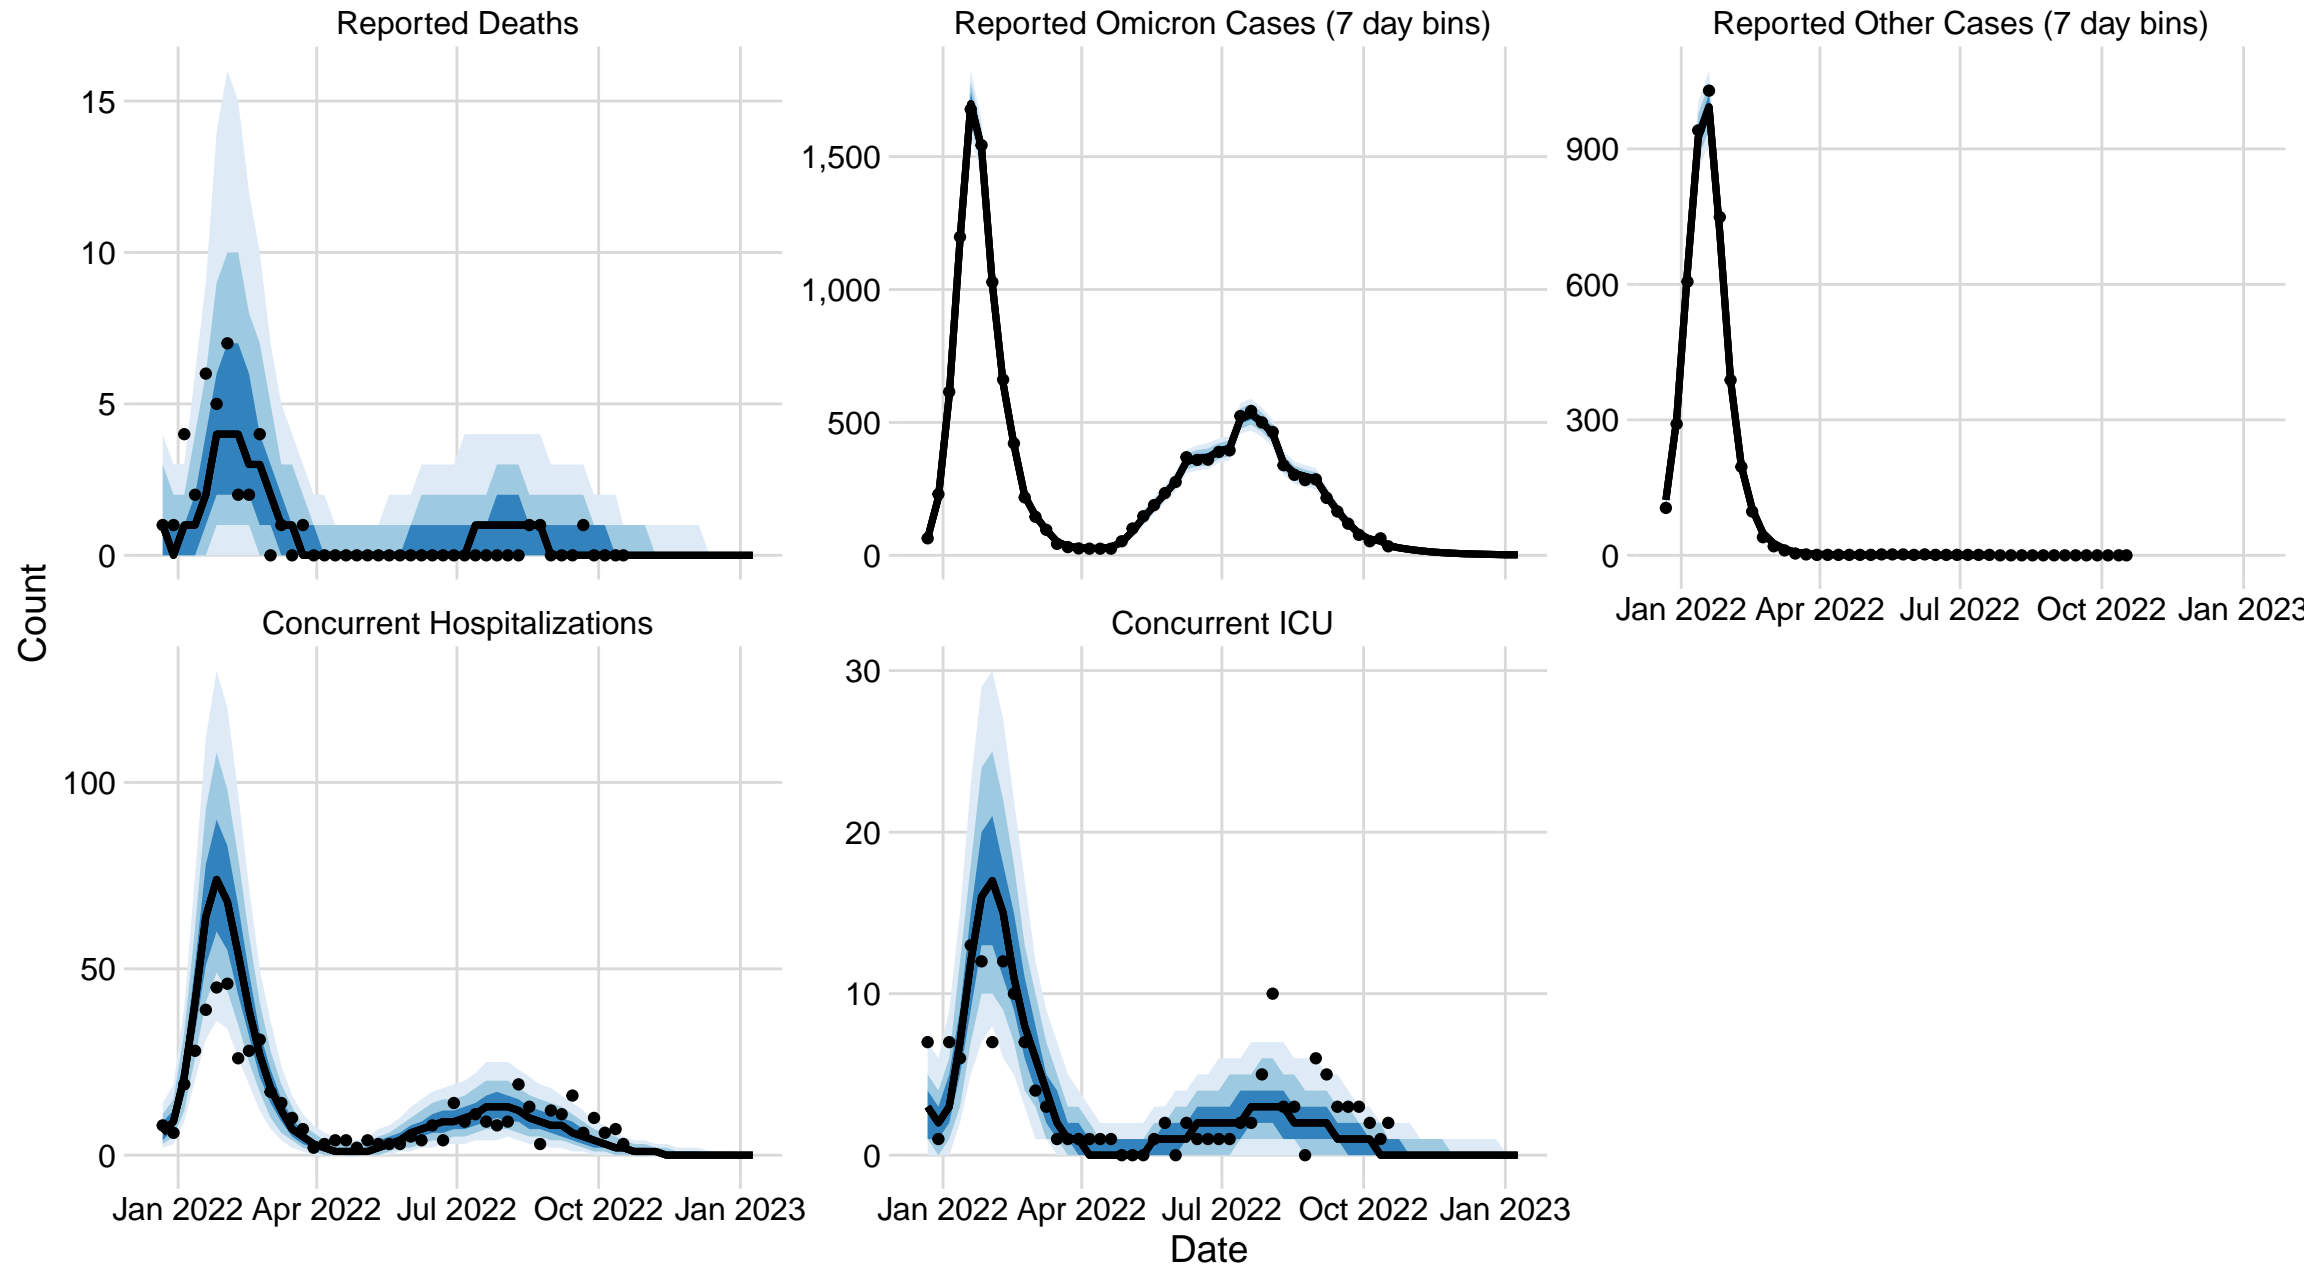 Reported Deaths
Reported Omicron Cases (7 day bins)
Reported Other Cases (7 day bins)
15
10
5
0
1,500
1,000
500
0
900
600
300
0
Jan 2022 Apr 2022 Jul 2022 Oct 2022 Jan 2023
Count
Concurrent Hospitalizations
Concurrent ICU
100
50
0
30
20
10
0
Jan 2022 Apr 2022 Jul 2022 Oct 2022 Jan 2023
Jan 2022 Apr 2022 Jul 2022 Oct 2022 Jan 2023
Date